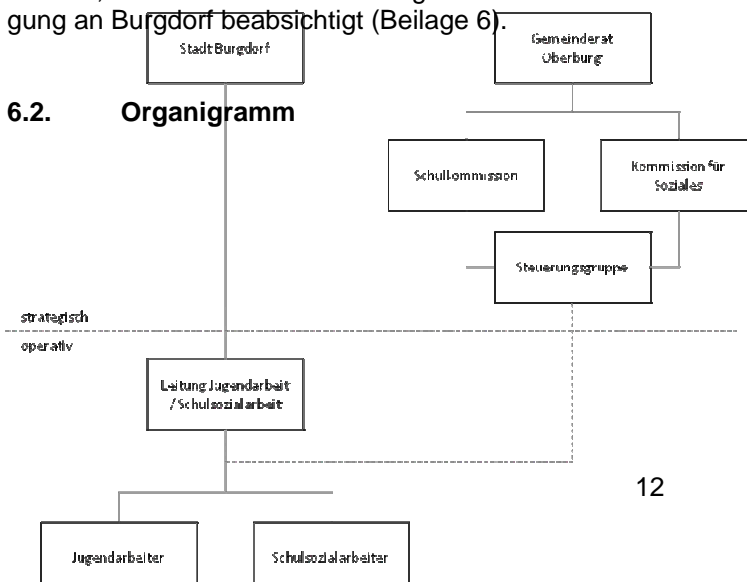 gung an Burgdorf beabsichtigt (Beilage 6).
Stadt Burgdorf
Gemeinderat
Oberburg
6.2. Organigramm
Schulkommission
Kommission für
Soziales
Steuerungsgruppe
strategisch
operativ
Leitung Jugendarbeit
/ Schulsozialarbeit
12
Jugendarbeiter
Schulsozialarbeiter